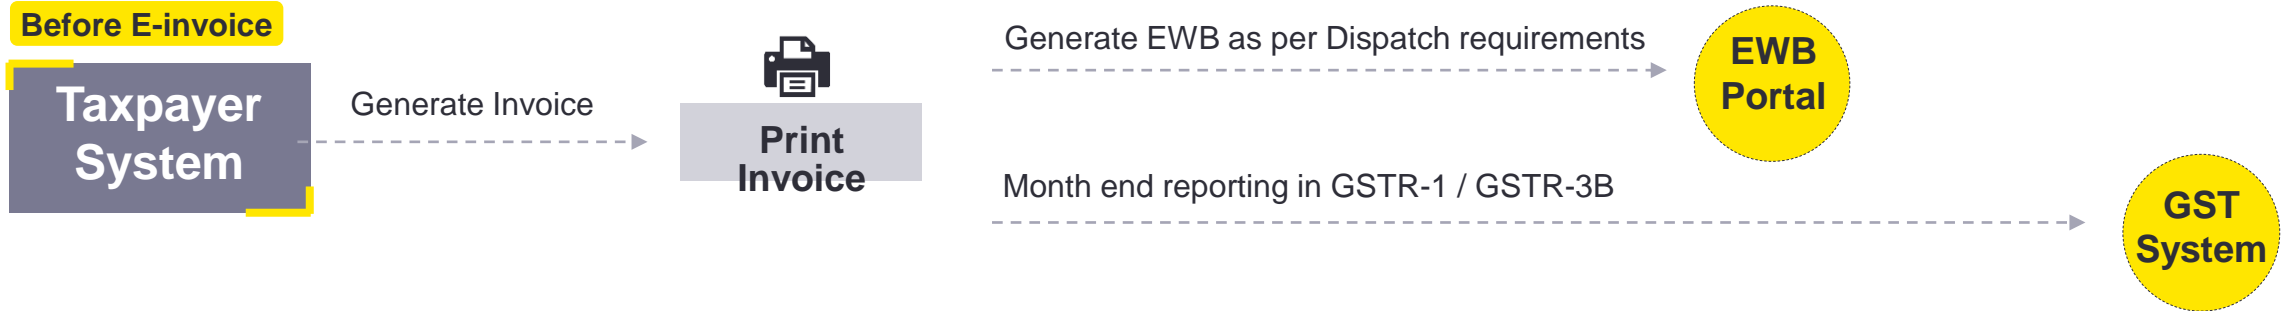 Before E-invoice
Taxpayer
System
Generate Invoice
Print
Invoice
Generate EWB as per Dispatch requirements
EWB
Portal
Month end reporting in GSTR-1 / GSTR-3B
GST
System